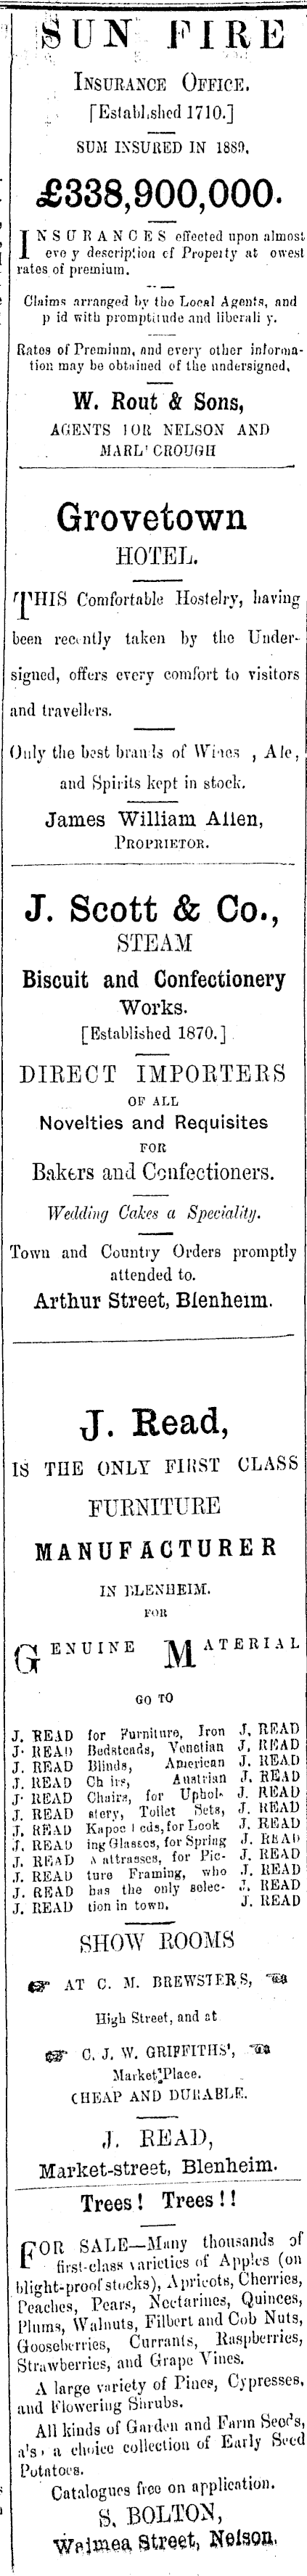 SUN FIRE
INSURANCE OFFICE.
[Established 1710.]
SUM INSURED IN 1889,
£338,900,000.
INSURANCES effected upon almost
eve y description of Property at owest
rates of premium.
Claims arranged by the Local Agents, and
p id with promptitude and liberali y.
Rates of Premium, and every other informa-
tion may be obtained of the undersigned,
W. Rout & Sons,
AGENTS FOR NELSON AND
MARL' CROUGH
Grovetown
HOTEL.
THIS Comfortable Hostelry, having
been recently taken by the Under-
signed, offers every comfort to visitors
and travellers.
Only the best brands of Wines , Ale,
and Spirits kept in stock.
James William Allen,
PROPRIETOR.
J. Scott & Co.,
STEAM
Biscuit and Confectionery
Works.
[Established 1870.]
DIRECT IMPORTERS
OF ALL
Novelties and Requisites
FOR
Bakers and Confectioners.
Wedding Cakes a Speciality.
Town and Country Orders promptly
attended to.
Arthur Street, Blenheim.
J. Read,
IS THE ONLY FIRST CLASS
FURNITURE
MANUFACTURER
IN BLENHEIM.
FOR
GENUINE MATERIAL
GO TO
J. READ for Furniture, Iron J. READ
J. READ Bedsteads, Venetian J. READ
J. READ Blinds, American J. READ
J. READ Ch irs, Austrian J. READ
J. READ Chairs, for Uphol- J. READ
J. READ stery, Toilet Sets, J. READ
J. READ Kapoc Beds, for Look J. READ
J. READ ing Glasses, for Spring J. READ
J. READ Mattrasses, for Pic- J. READ
J. READ ture Framing, who J. READ
J. READ has the only selec- J. READ
J. READ tion in town. J. READ
SHOW ROOMS
☞ AT C. M. BREWSTERS, ☜
High Street, and at
☞ C. J. W. GRIFFITHS', ☜
Market Place.
CHEAP AND DURABLE.
J. READ,
Market-street, Blenheim.
Trees! Trees!!
FOR SALE—Many thousands of
first-class varieties of Apples (on
blight-proof stocks), Apricots, Cherries,
Peaches, Pears, Nectarines, Quinces,
Plums, Walnuts, Filbert and Cob Nuts,
Gooseberries, Currants, Raspberries,
Strawberries, and Grape Vines.
A large variety of Pines, Cypresses,
and Flowering Shrubs.
All kinds of Garden and Farm Seeds,
a's , a choice collection of Early Seed
Potatoes.
Catalogues free on application.
S. BOLTON,
Waimea Street, Nelson.